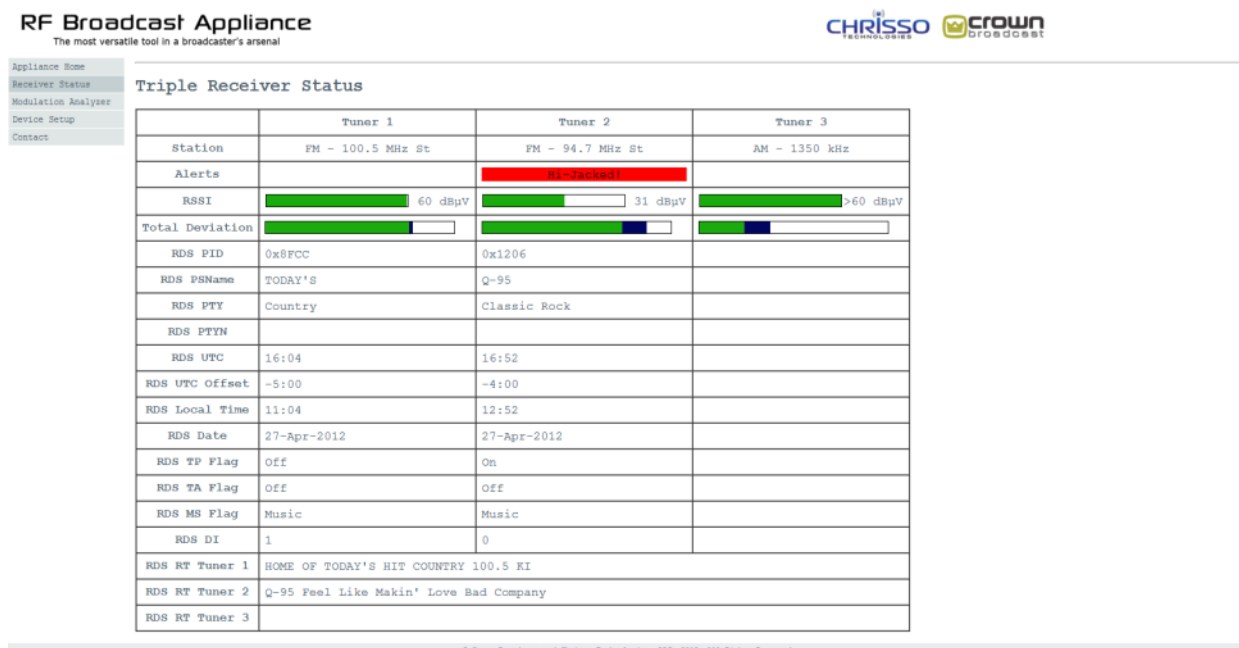 RF Broadcast Appliance
The most versatile tool in a broadcaster's arsenal
CHRISSO
TECHNOLOGIES
crown
broadcast
Appliance Home
Receiver Status
Modulation Analyzer
Device Setup
Contact
Triple Receiver Status
Tuner 1 Tuner 2 Tuner 3
Station FM - 100.5 MHz St FM - 94.7 MHz St AM - 1350 kHz
Alerts Hi-Jacked!
RSSI 60 dBµV 31 dBµV >60 dBµV
Total Deviation
RDS PID 0x8FCC 0x1206
RDS PSName TODAY'S Q-95
RDS PTY Country Classic Rock
RDS PTYN
RDS UTC 16:04 16:52
RDS UTC Offset -5:00 -4:00
RDS Local Time 11:04 12:52
RDS Date 27-Apr-2012 27-Apr-2012
RDS TP Flag Off On
RDS TA Flag Off Off
RDS MS Flag Music Music
RDS DI 1 0
RDS RT Tuner 1 HOME OF TODAY'S HIT COUNTRY 100.5 KI
RDS RT Tuner 2 Q-95 Feel Like Makin' Love Bad Company
RDS RT Tuner 3